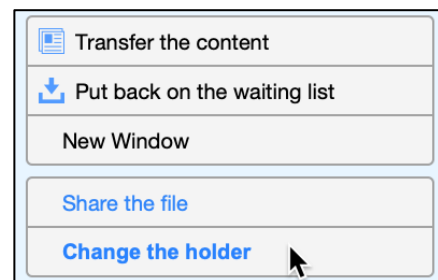 Transfer the content
Put back on the waiting list
New Window
Share the file
Change the holder